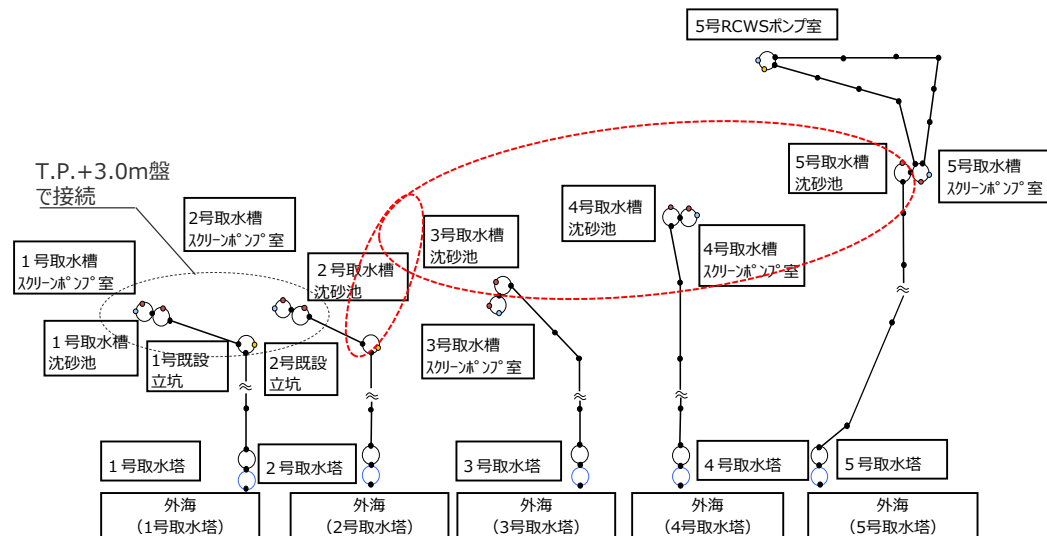 5号RCWSポンプ室
T.P.+3.0m盤
で接続
5号取水槽
沈砂池
5号取水槽
スクリーンポンプ室
2号取水槽
スクリーンポンプ室
3号取水槽
沈砂池
4号取水槽
沈砂池
4号取水槽
スクリーンポンプ室
1号取水槽
スクリーンポンプ室
2号取水槽
沈砂池
1号取水槽
沈砂池
1号既設
立坑
2号既設
立坑
3号取水槽
スクリーンポンプ室
1号取水塔
2号取水塔
3号取水塔
4号取水塔
5号取水塔
外海
（1号取水塔）
外海
（2号取水塔）
外海
（3号取水塔）
外海
（4号取水塔）
外海
（5号取水塔）